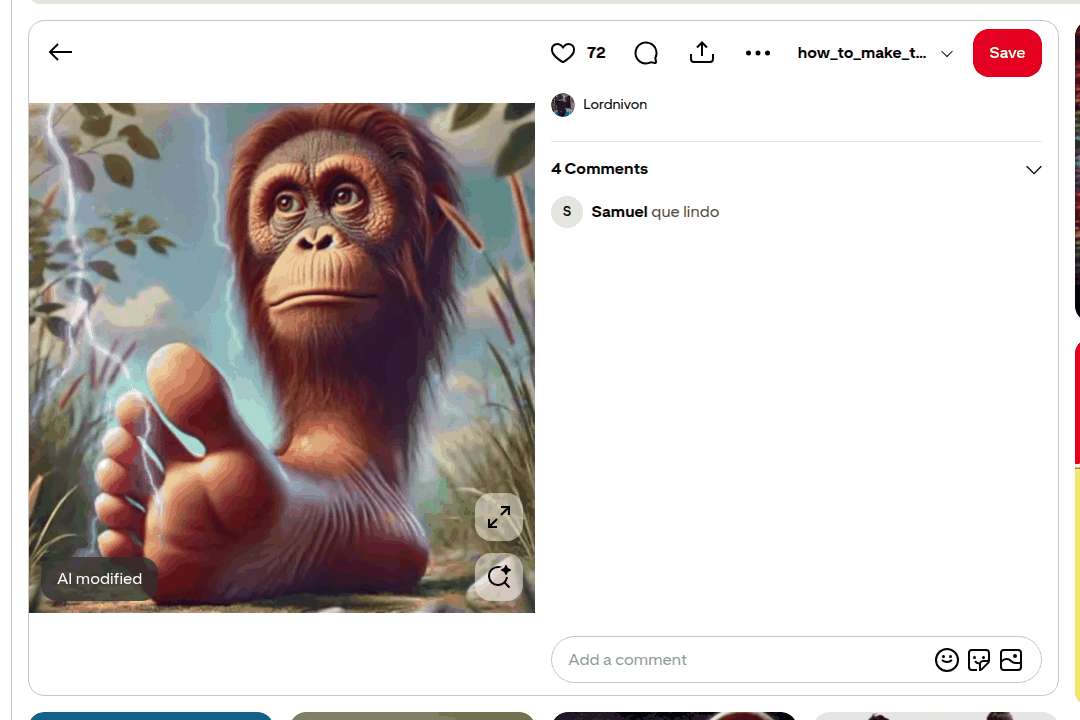 72
how_to_make_t...
Save
Lordnivon
4 Comments
S
Samuel que lindo
AI modified
Add a comment